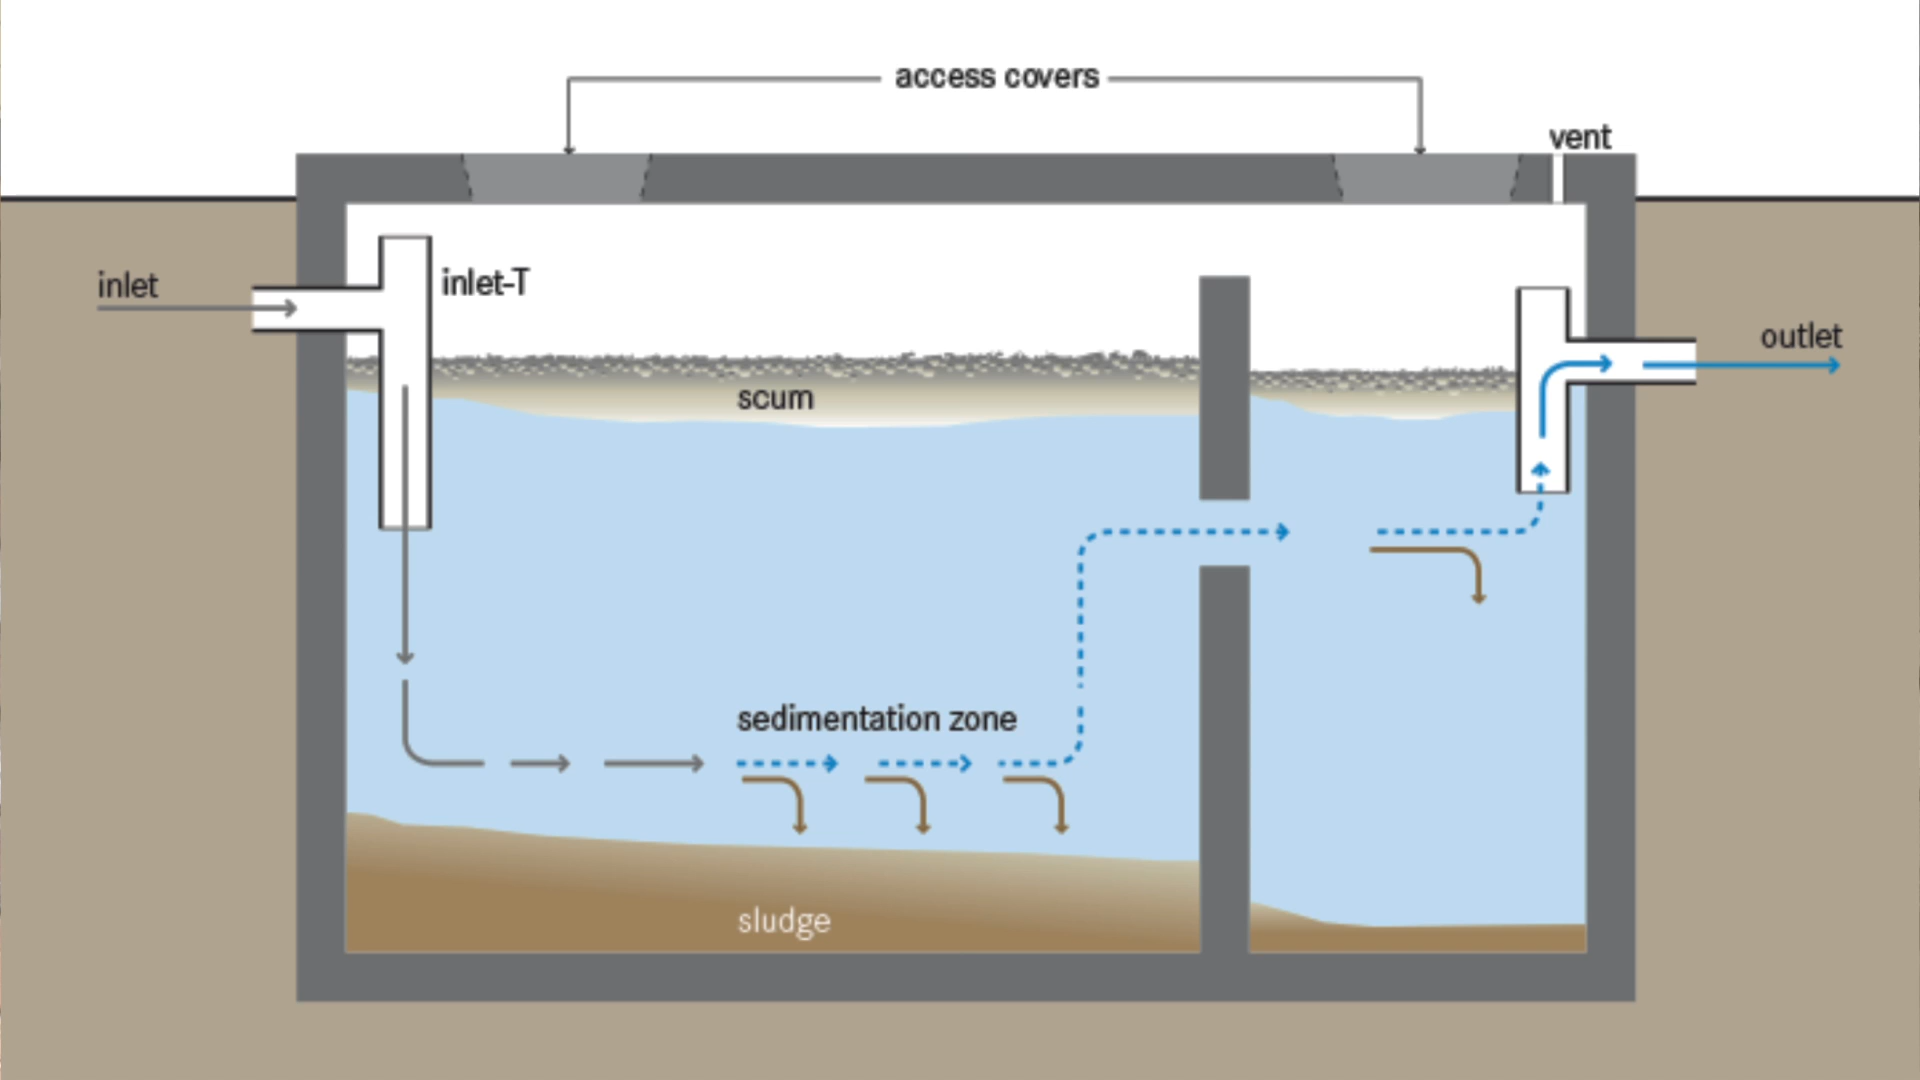 access covers
vent
inlet
inlet-T
outlet
scum
sedimentation zone
sludge